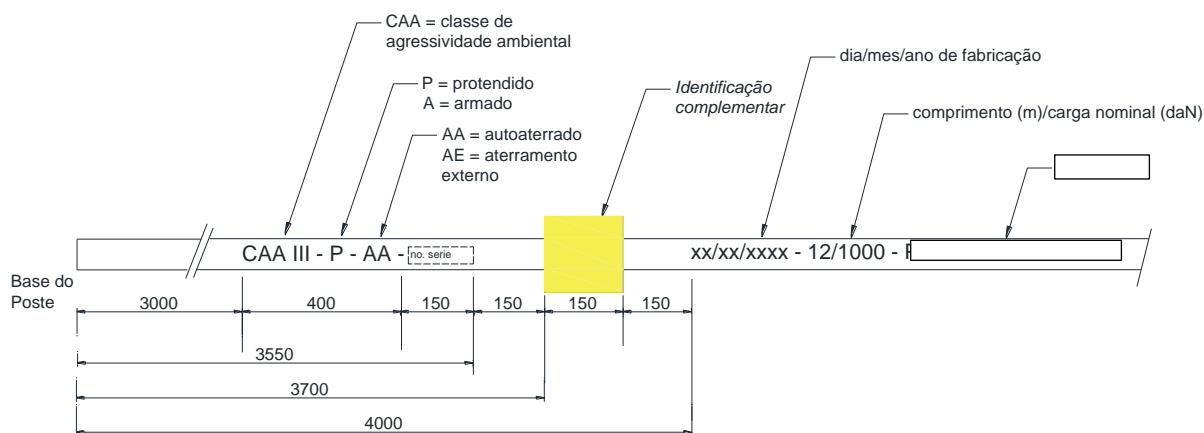 CAA = classe de
agressividade ambiental
P = protendido
A = armado
AA = autoaterrado
AE = aterramento
externo
Identificação
complementar
dia/mes/ano de fabricação
comprimento (m)/carga nominal (daN)
CAA III - P - AA - no. serie
xx/xx/xxxx - 12/1000 -
Base do
Poste
3000 400 150 150 150 150
3550
3700
4000